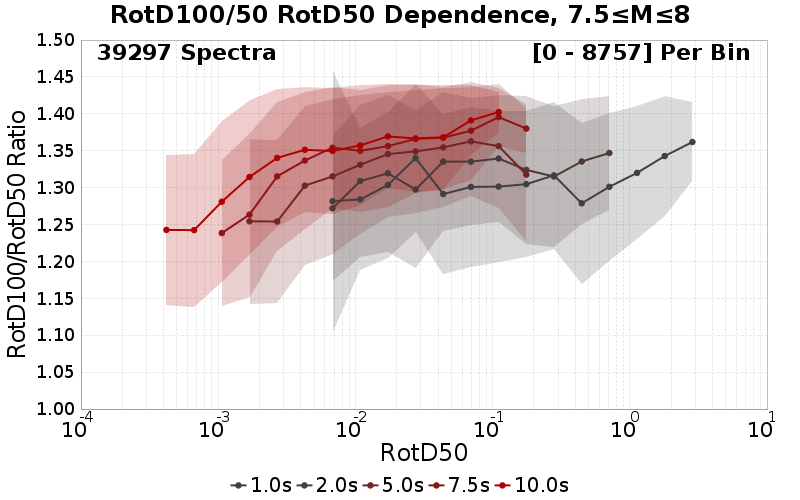 RotD100/50 RotD50 Dependence, 7.5≤M≤8
39297 Spectra [0 - 8757] Per Bin
RotD100/RotD50 Ratio
1.50
1.45
1.40
1.35
1.30
1.25
1.20
1.15
1.10
1.05
1.00
10^-4 10^-3 10^-2 10^-1 10^0 10^1
RotD50
1.0s 2.0s 5.0s 7.5s 10.0s